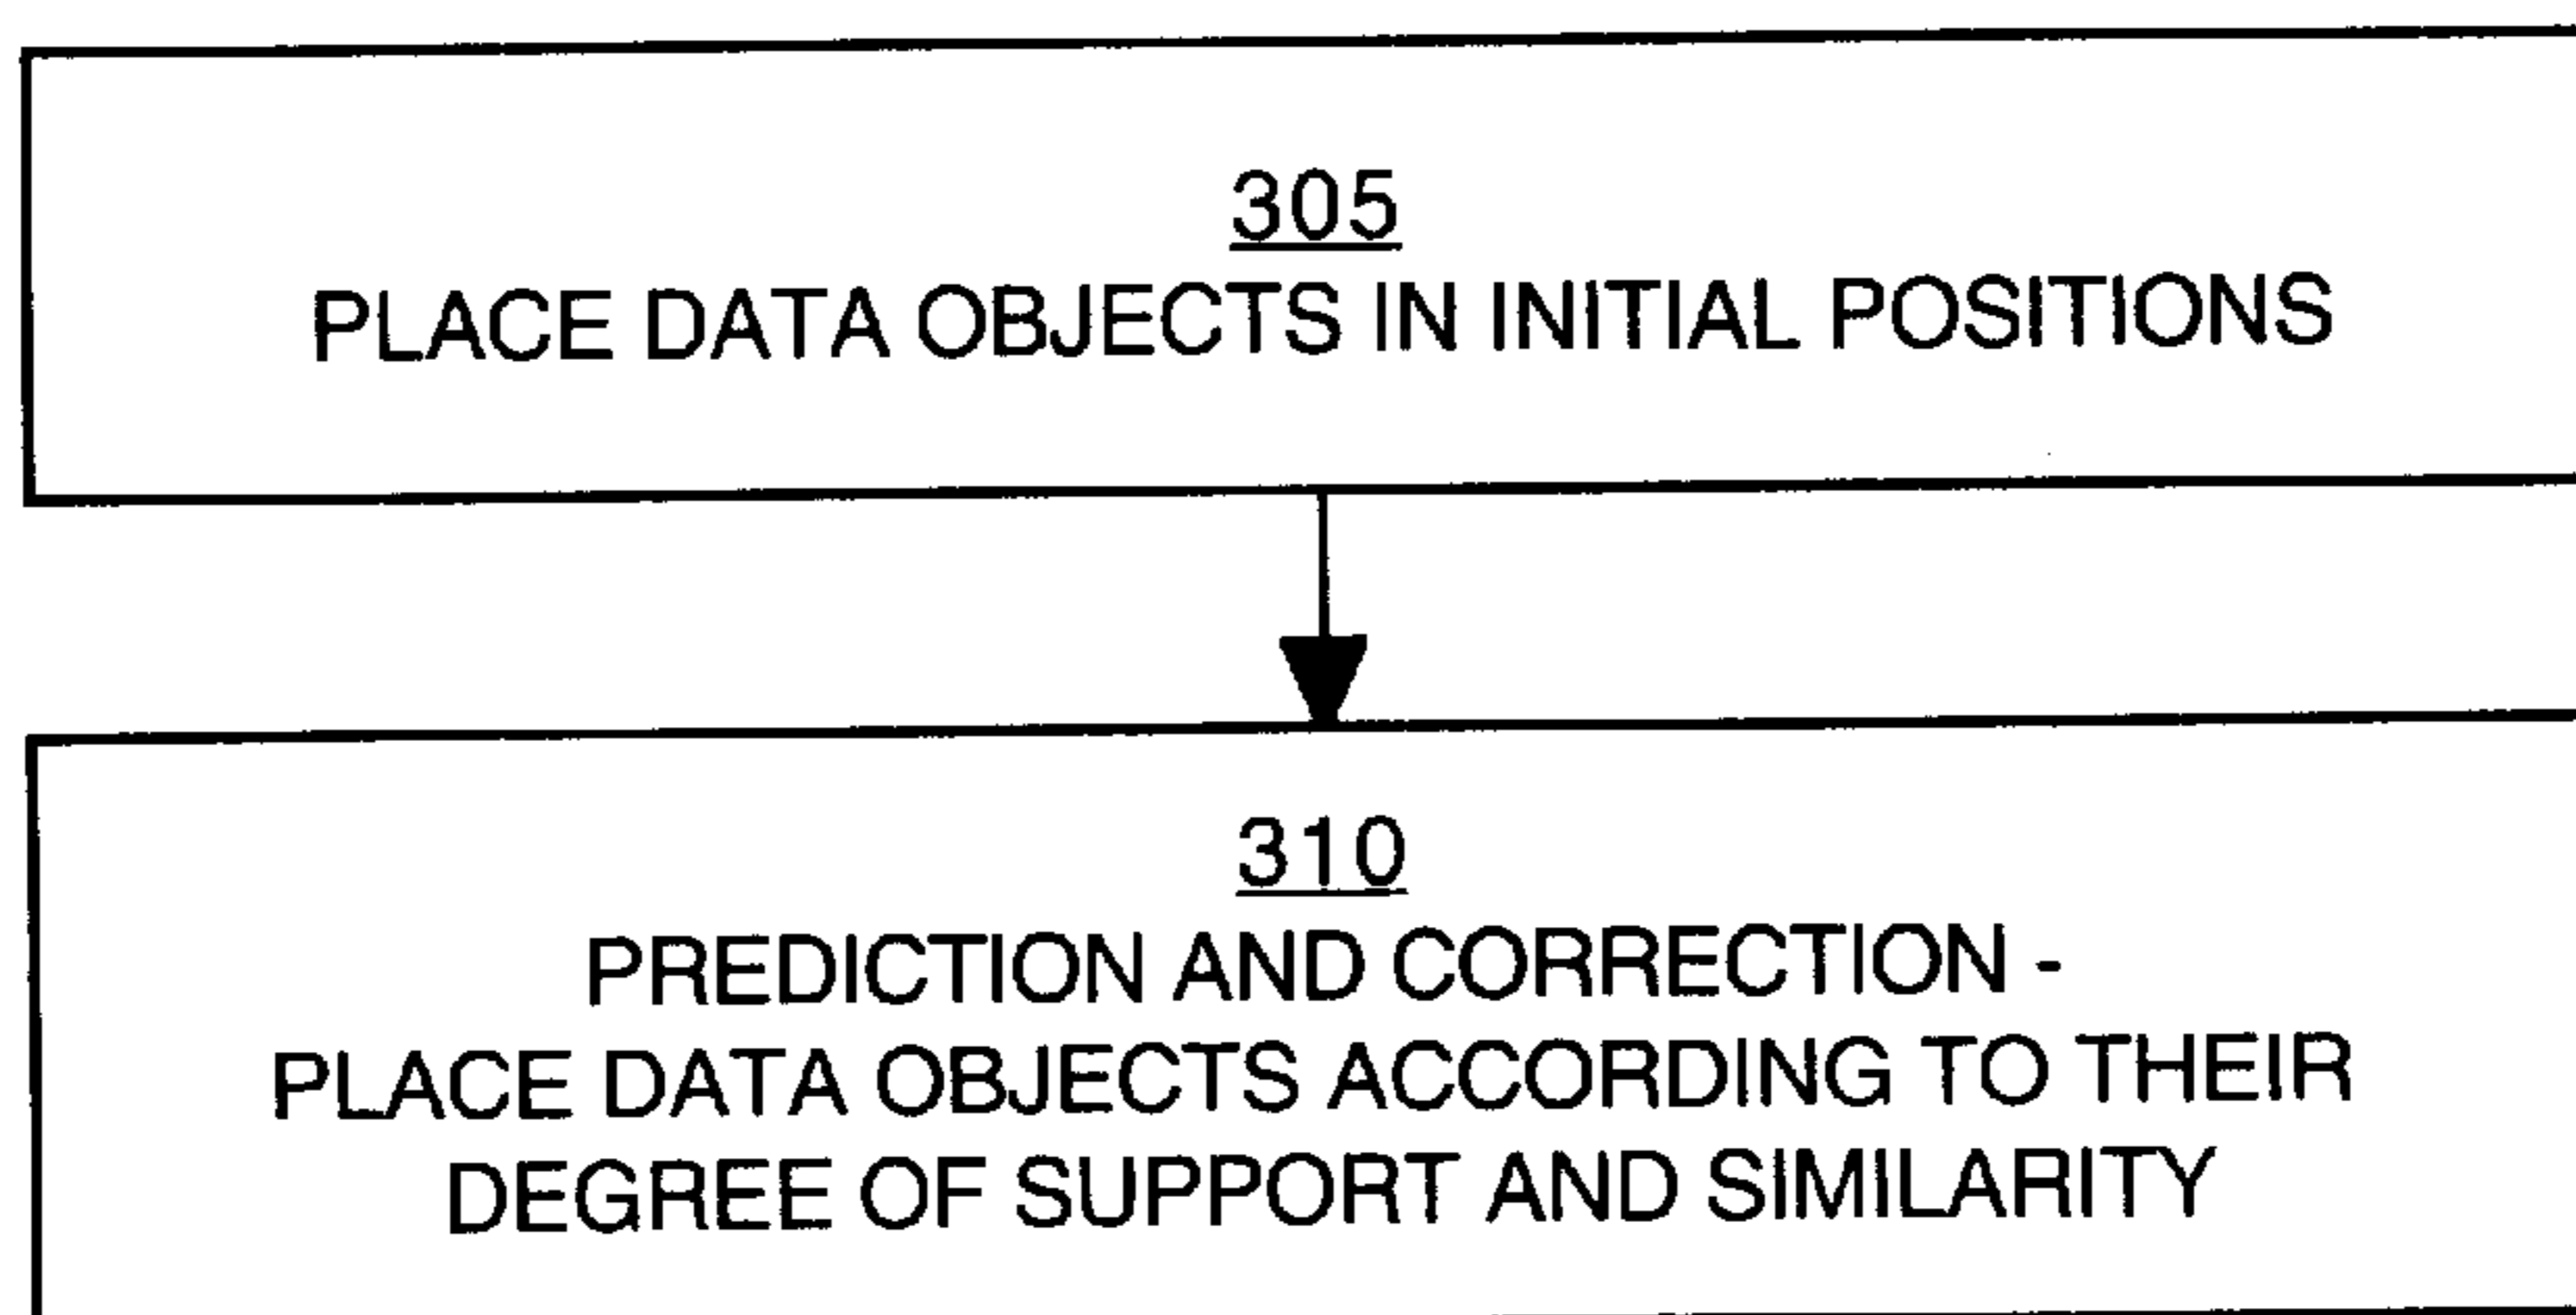 305
PLACE DATA OBJECTS IN INITIAL POSITIONS
310
PREDICTION AND CORRECTION -
PLACE DATA OBJECTS ACCORDING TO THEIR
DEGREE OF SUPPORT AND SIMILARITY